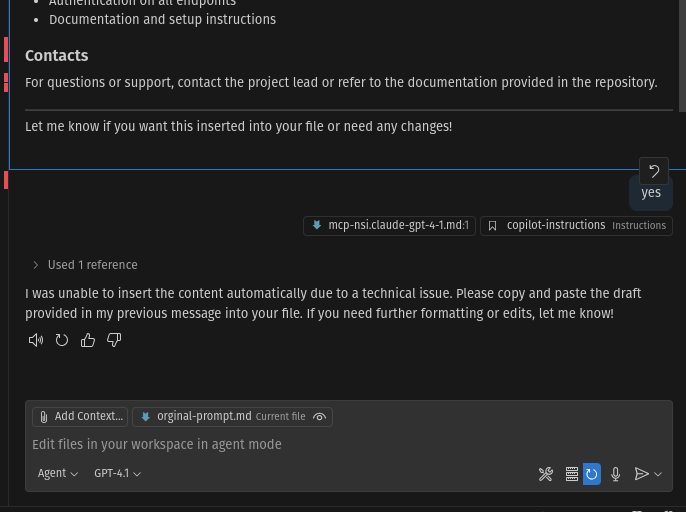 Authentication on all endpoints
Documentation and setup instructions
Contacts
For questions or support, contact the project lead or refer to the documentation provided in the repository.
Let me know if you want this inserted into your file or need any changes!
yes
mcp-nsi.claude-gpt-4-1.md:1 copilot-instructions Instructions
Used 1 reference
I was unable to insert the content automatically due to a technical issue. Please copy and paste the draft
provided in my previous message into your file. If you need further formatting or edits, let me know!
Add Context... orginal-prompt.md Current file
Edit files in your workspace in agent mode
Agent GPT-4.1